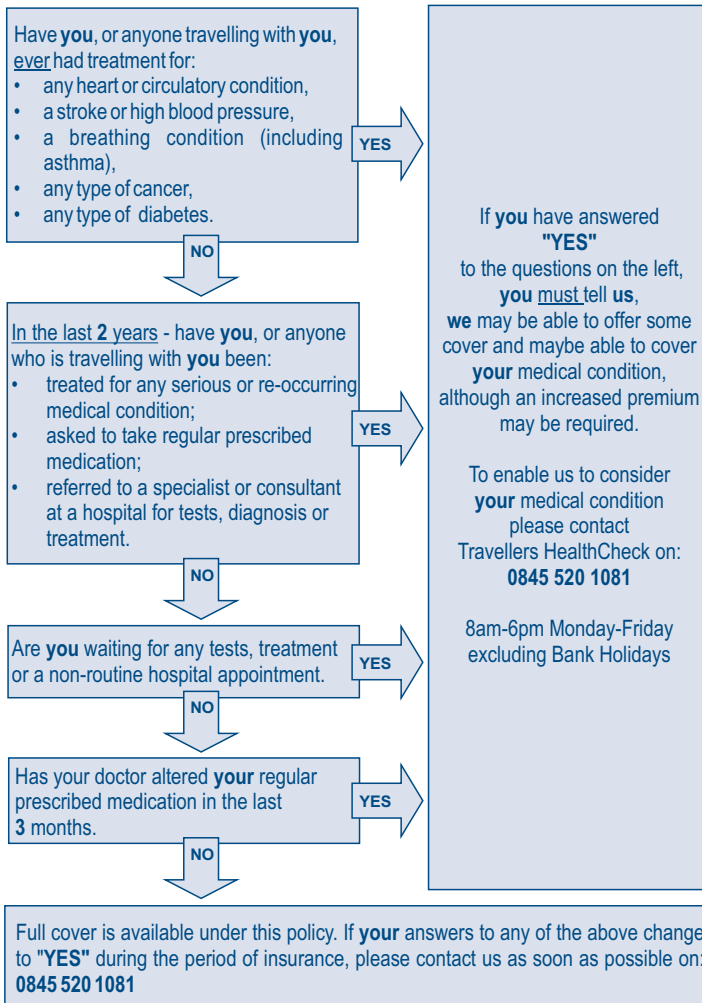 Have you, or anyone travelling with you,
ever had treatment for:
• any heart or circulatory condition,
• a stroke or high blood pressure,
• a breathing condition (including
asthma),
• any type of cancer,
• any type of diabetes.
YES
NO
In the last 2 years - have you, or anyone
who is travelling with you been:
• treated for any serious or re-occurring
medical condition;
• asked to take regular prescribed
medication;
• referred to a specialist or consultant
at a hospital for tests, diagnosis or
treatment.
YES
NO
Are you waiting for any tests, treatment
or a non-routine hospital appointment.
YES
NO
Has your doctor altered your regular
prescribed medication in the last
3 months.
YES
NO
If you have answered
"YES"
to the questions on the left,
you must tell us,
we may be able to offer some
cover and maybe able to cover
your medical condition,
although an increased premium
may be required.
To enable us to consider
your medical condition
please contact
Travellers HealthCheck on:
0845 520 1081
8am-6pm Monday-Friday
excluding Bank Holidays
Full cover is available under this policy. If your answers to any of the above change
to "YES" during the period of insurance, please contact us as soon as possible on:
0845 520 1081